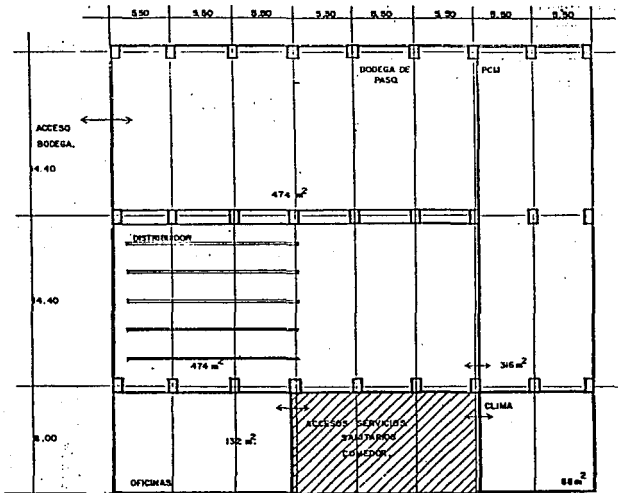 5.50 5.50 5.50 5.50 5.50 5.50 5.50 5.50
BODEGA DE
PASO.
PCM
ACCESO
BODEGA.
14.40
474 m²
DISTRIBUIDOR
14.40
474 m²
316 m²
CLIMA
ACCESOS SERVICIOS
SANITARIOS
COMEDOR.
132 m²
8.00
OFICINAS
88 m²